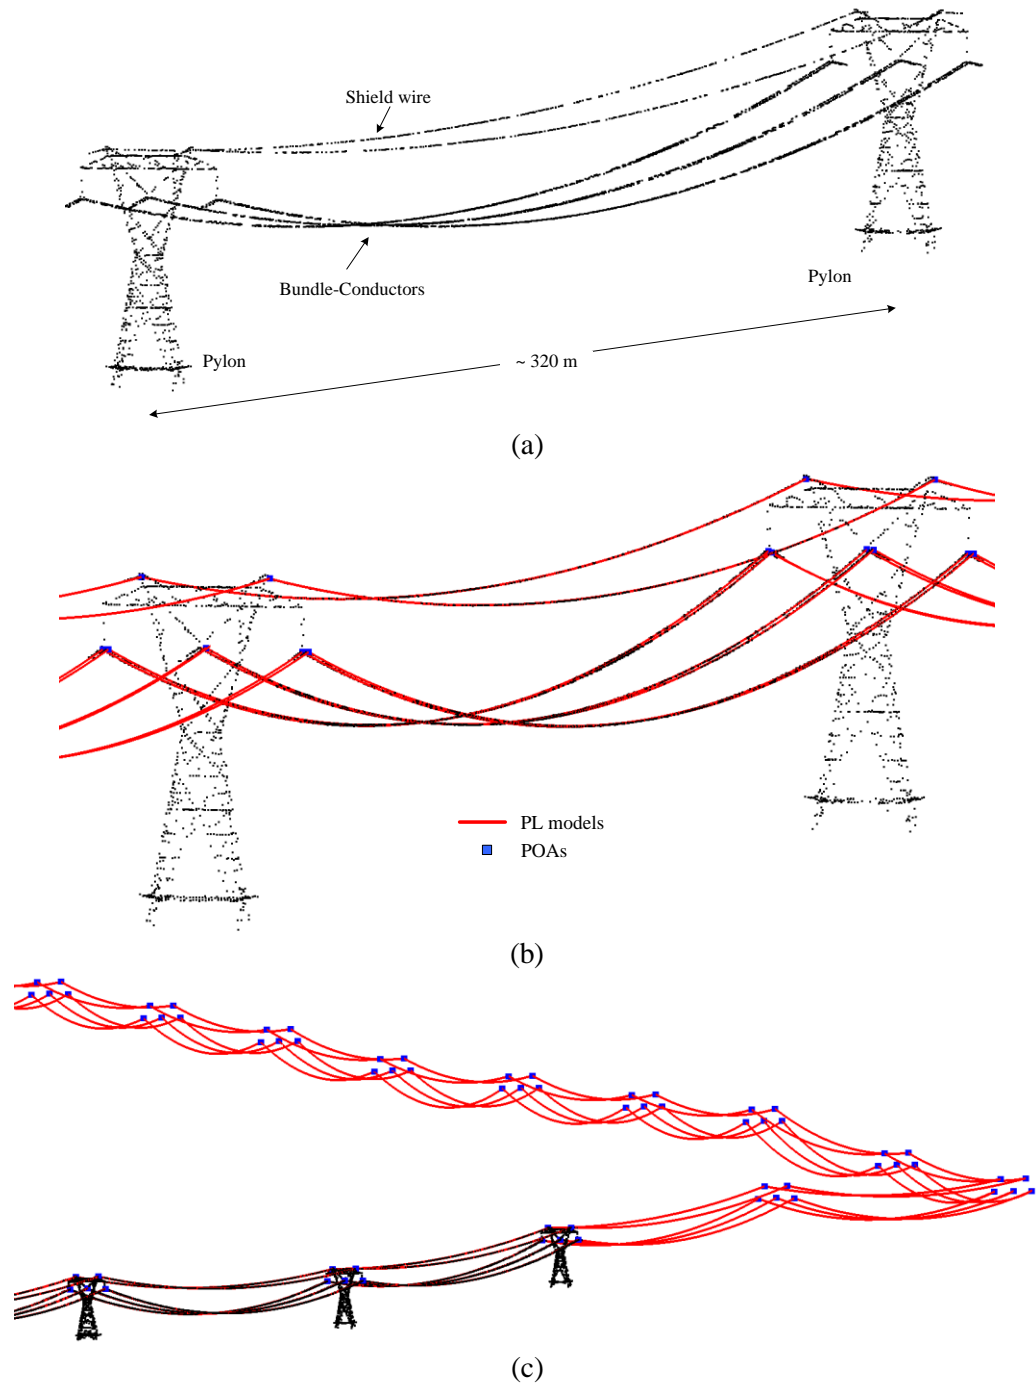 Shield wire
Bundle-Conductors
Pylon
Pylon
~ 320 m
(a)
PL models
POAs
(b)
(c)